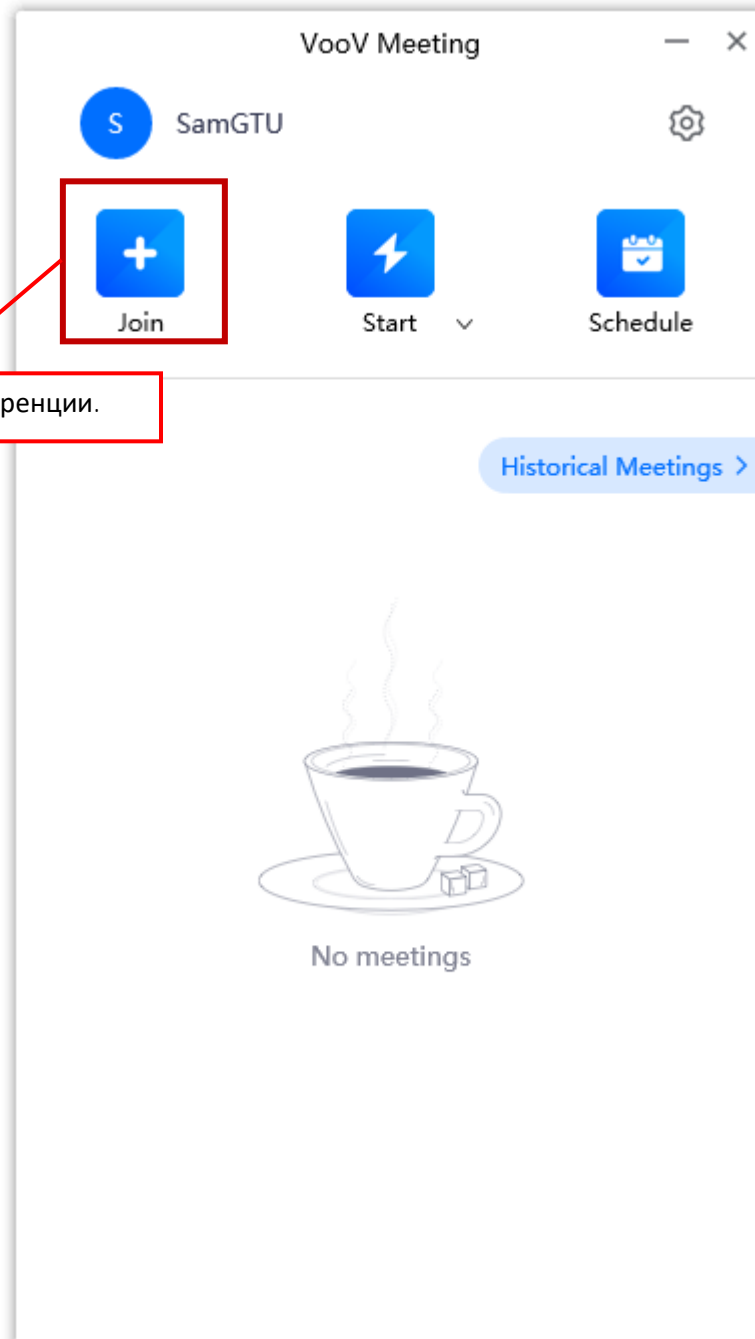 VooV Meeting
S SamGTU
Join Start Schedule
ренции.
Historical Meetings >
No meetings